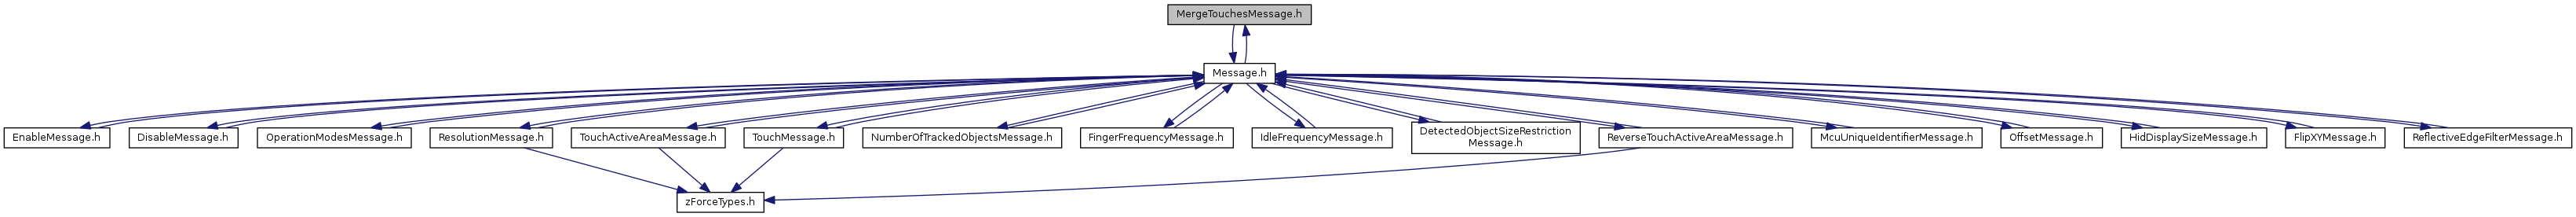 MergeTouchesMessage.h
Message.h
EnableMessage.h
DisableMessage.h
OperationModesMessage.h
ResolutionMessage.h
TouchActiveAreaMessage.h
TouchMessage.h
NumberOfTrackedObjectsMessage.h
FingerFrequencyMessage.h
IdleFrequencyMessage.h
DetectedObjectSizeRestriction
Message.h
ReverseTouchActiveAreaMessage.h
McuUniqueIdentifierMessage.h
OffsetMessage.h
HidDisplaySizeMessage.h
FlipXYMessage.h
ReflectiveEdgeFilterMessage.h
zForceTypes.h